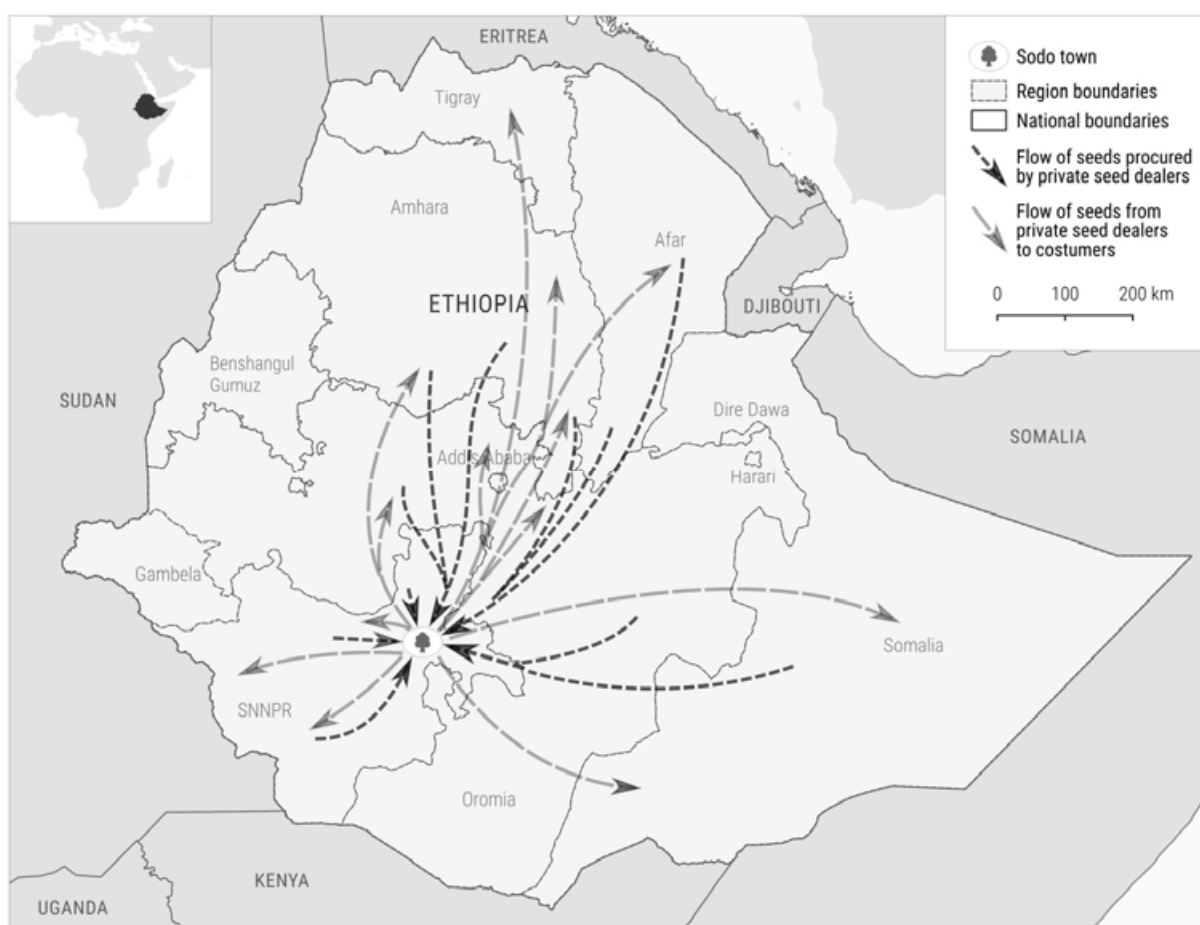 ERITREA
Tigray
Amhara
Afar
ETHIOPIA
DJIBOUTI
Benshangul
Gumuz
SUDAN
Dire Dawa
SOMALIA
Addis Ababa
Harari
Gambela
Somalia
SNNPR
Oromia
KENYA
UGANDA
Sodo town
Region boundaries
National boundaries
Flow of seeds procured
by private seed dealers
Flow of seeds from
private seed dealers
to costumers
0 100 200 km